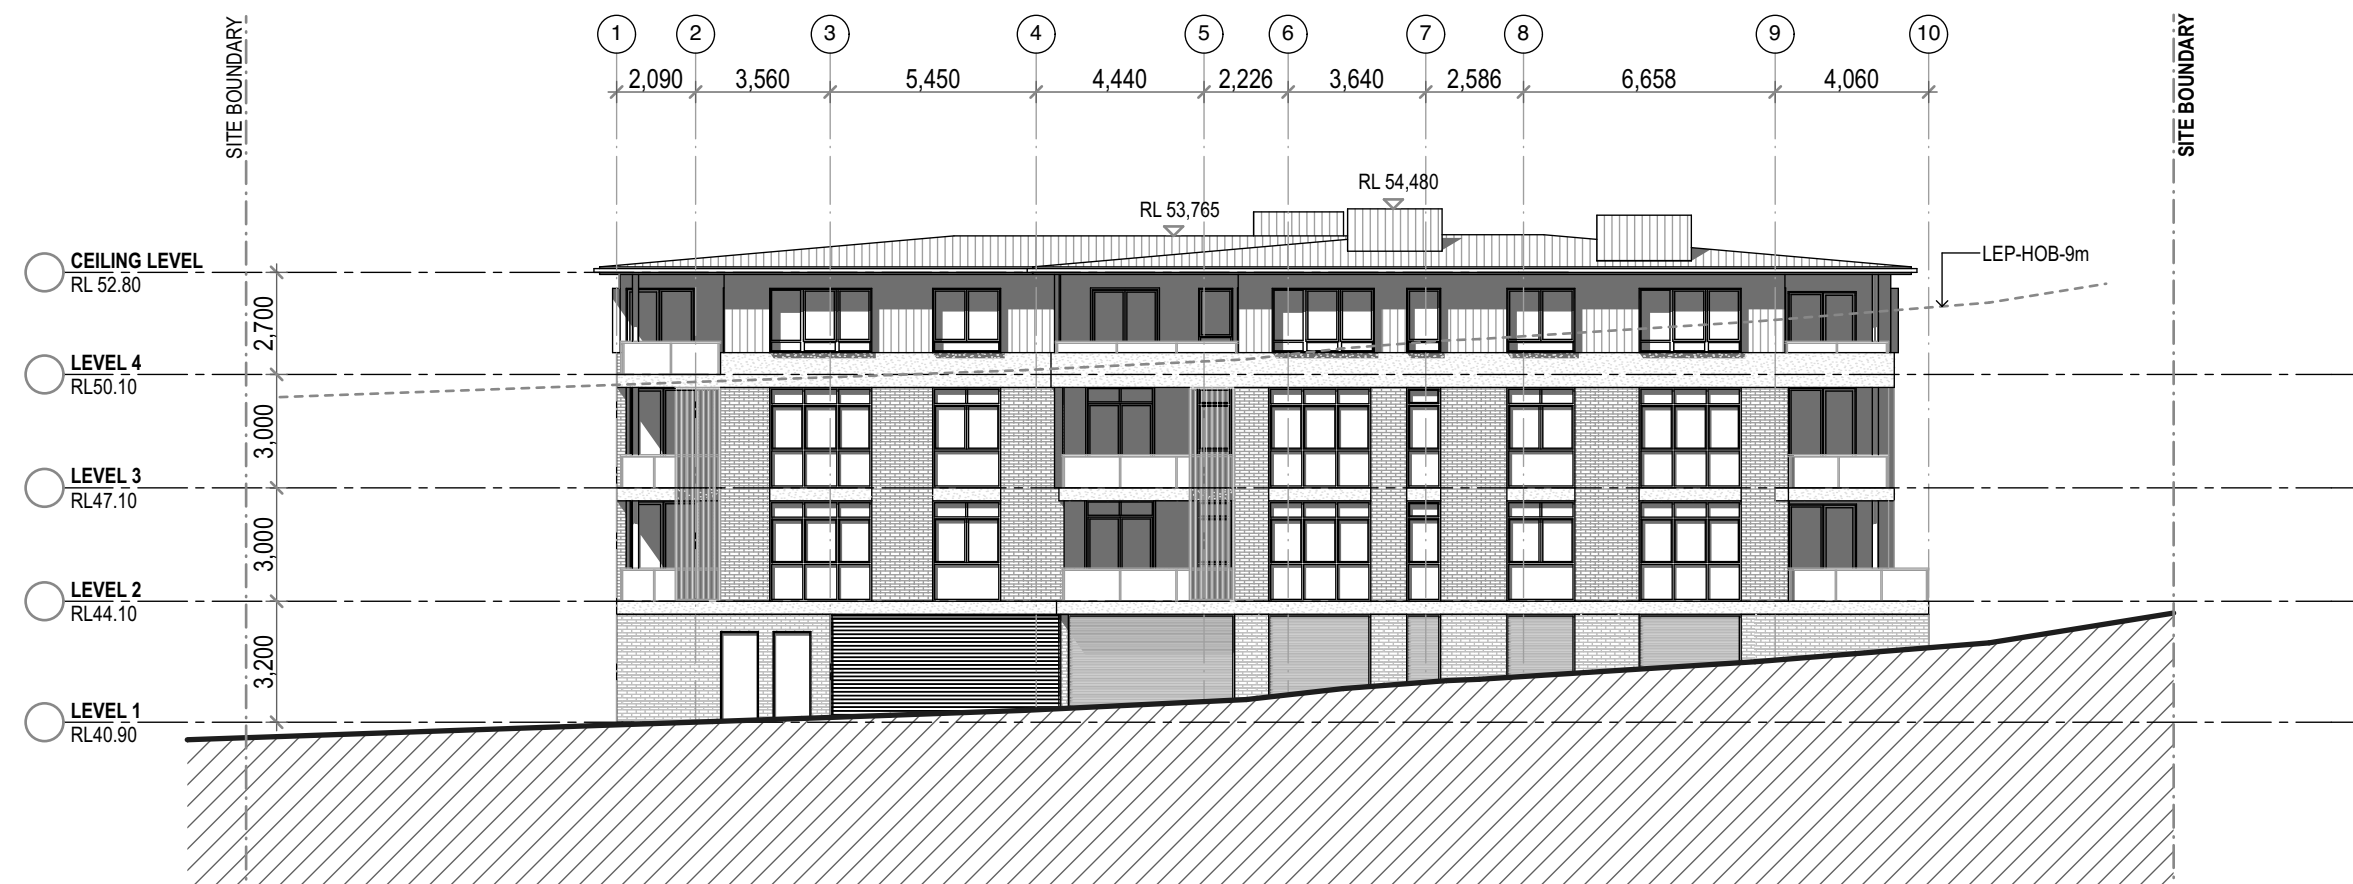 SITE BOUNDARY
1 2 3 4 5 6 7 8 9 10
SITE BOUNDARY
2,090 3,560 5,450 4,440 2,226 3,640 2,586 6,658 4,060
RL 54,480
RL 53,765
LEP-HOB-9m
CEILING LEVEL
RL 52.80
2,700
LEVEL 4
RL50.10
3,000
LEVEL 3
RL47.10
3,000
LEVEL 2
RL44.10
3,200
LEVEL 1
RL40.90